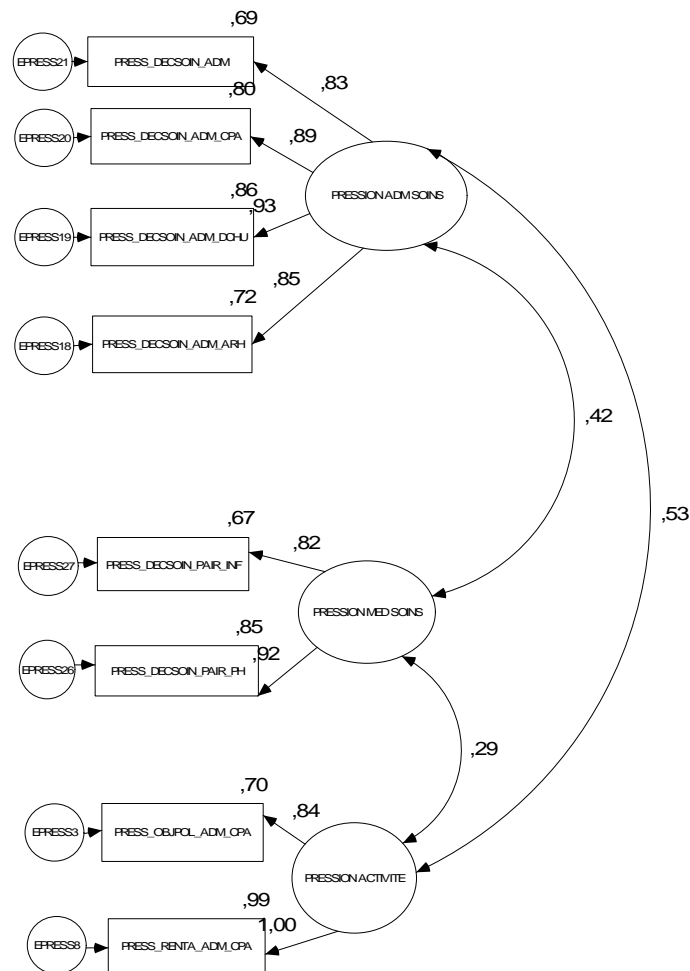 ,69
EPRESS21
PRESS_DECSOIN_ADM
,83
,80
EPRESS20
PRESS_DECSOIN_ADM_CPA
,89
,86
PRESSION ADM SOINS
,93
EPRESS19
PRESS_DECSOIN_ADM_DCHU
,85
,72
EPRESS18
PRESS_DECSOIN_ADM_ARH
,42
,53
,67
,82
EPRESS27
PRESS_DECSOIN_PAIR_INF
PRESSION MED SOINS
,85
,92
EPRESS26
PRESS_DECSOIN_PAIR_PH
,29
,70
,84
EPRESS3
PRESS_OBJPOL_ADM_CPA
PRESSION ACTIVITE
,99
1,00
EPRESS8
PRESS_RENTA_ADM_CPA